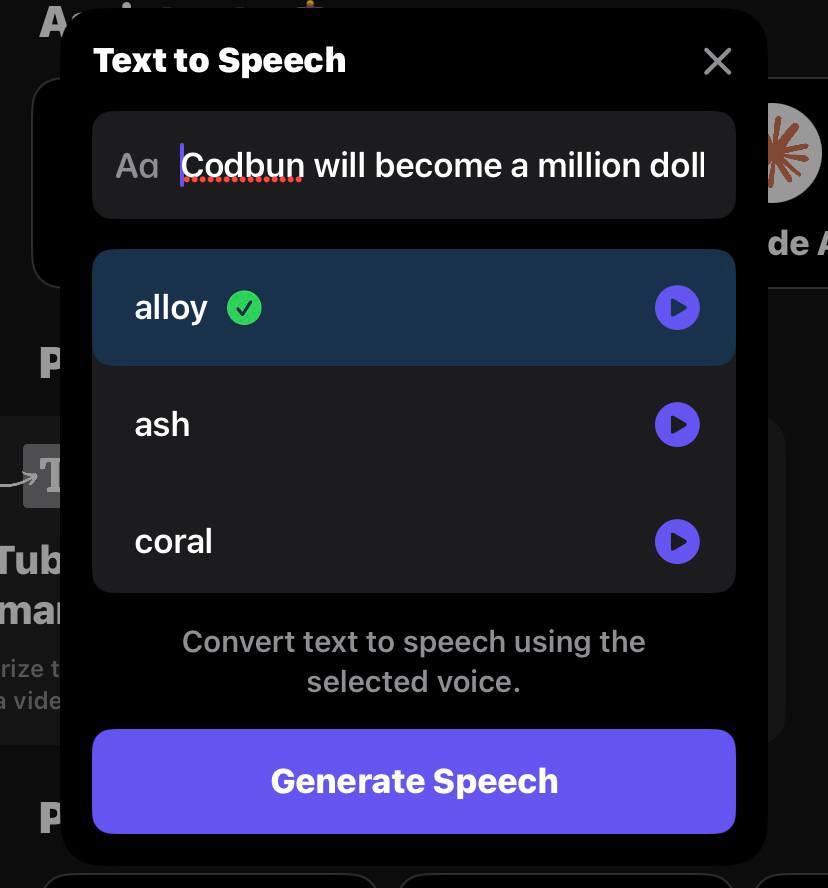 Text to Speech
Aa Codbun will become a million doll
alloy
ash
coral
Convert text to speech using the
selected voice.
Generate Speech
de A
P
T
Tub
mar
rize t
a vide
P